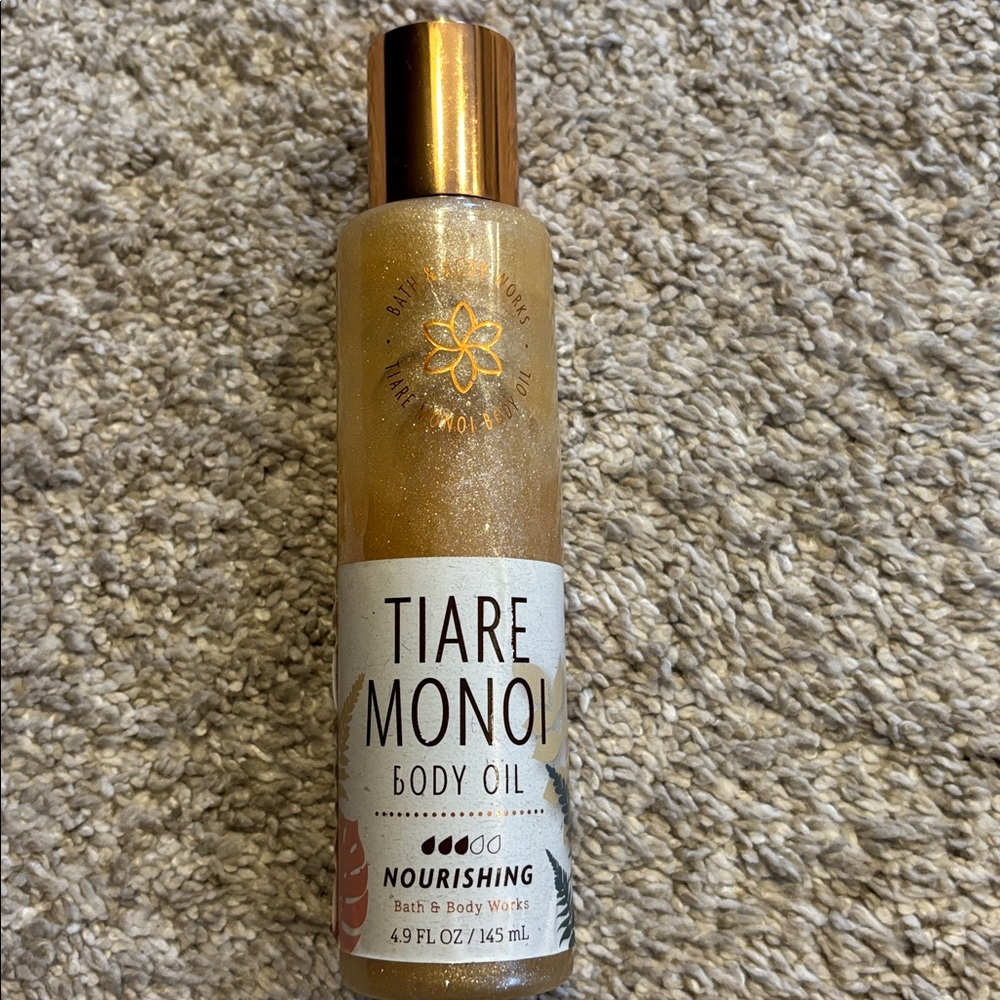 BATH & BODY WORKS
TIARE MONOI BODY OIL
TIARE
MONOI
BODY OIL
NOURISHING
Bath & Body Works
4.9 FL OZ / 145 mL